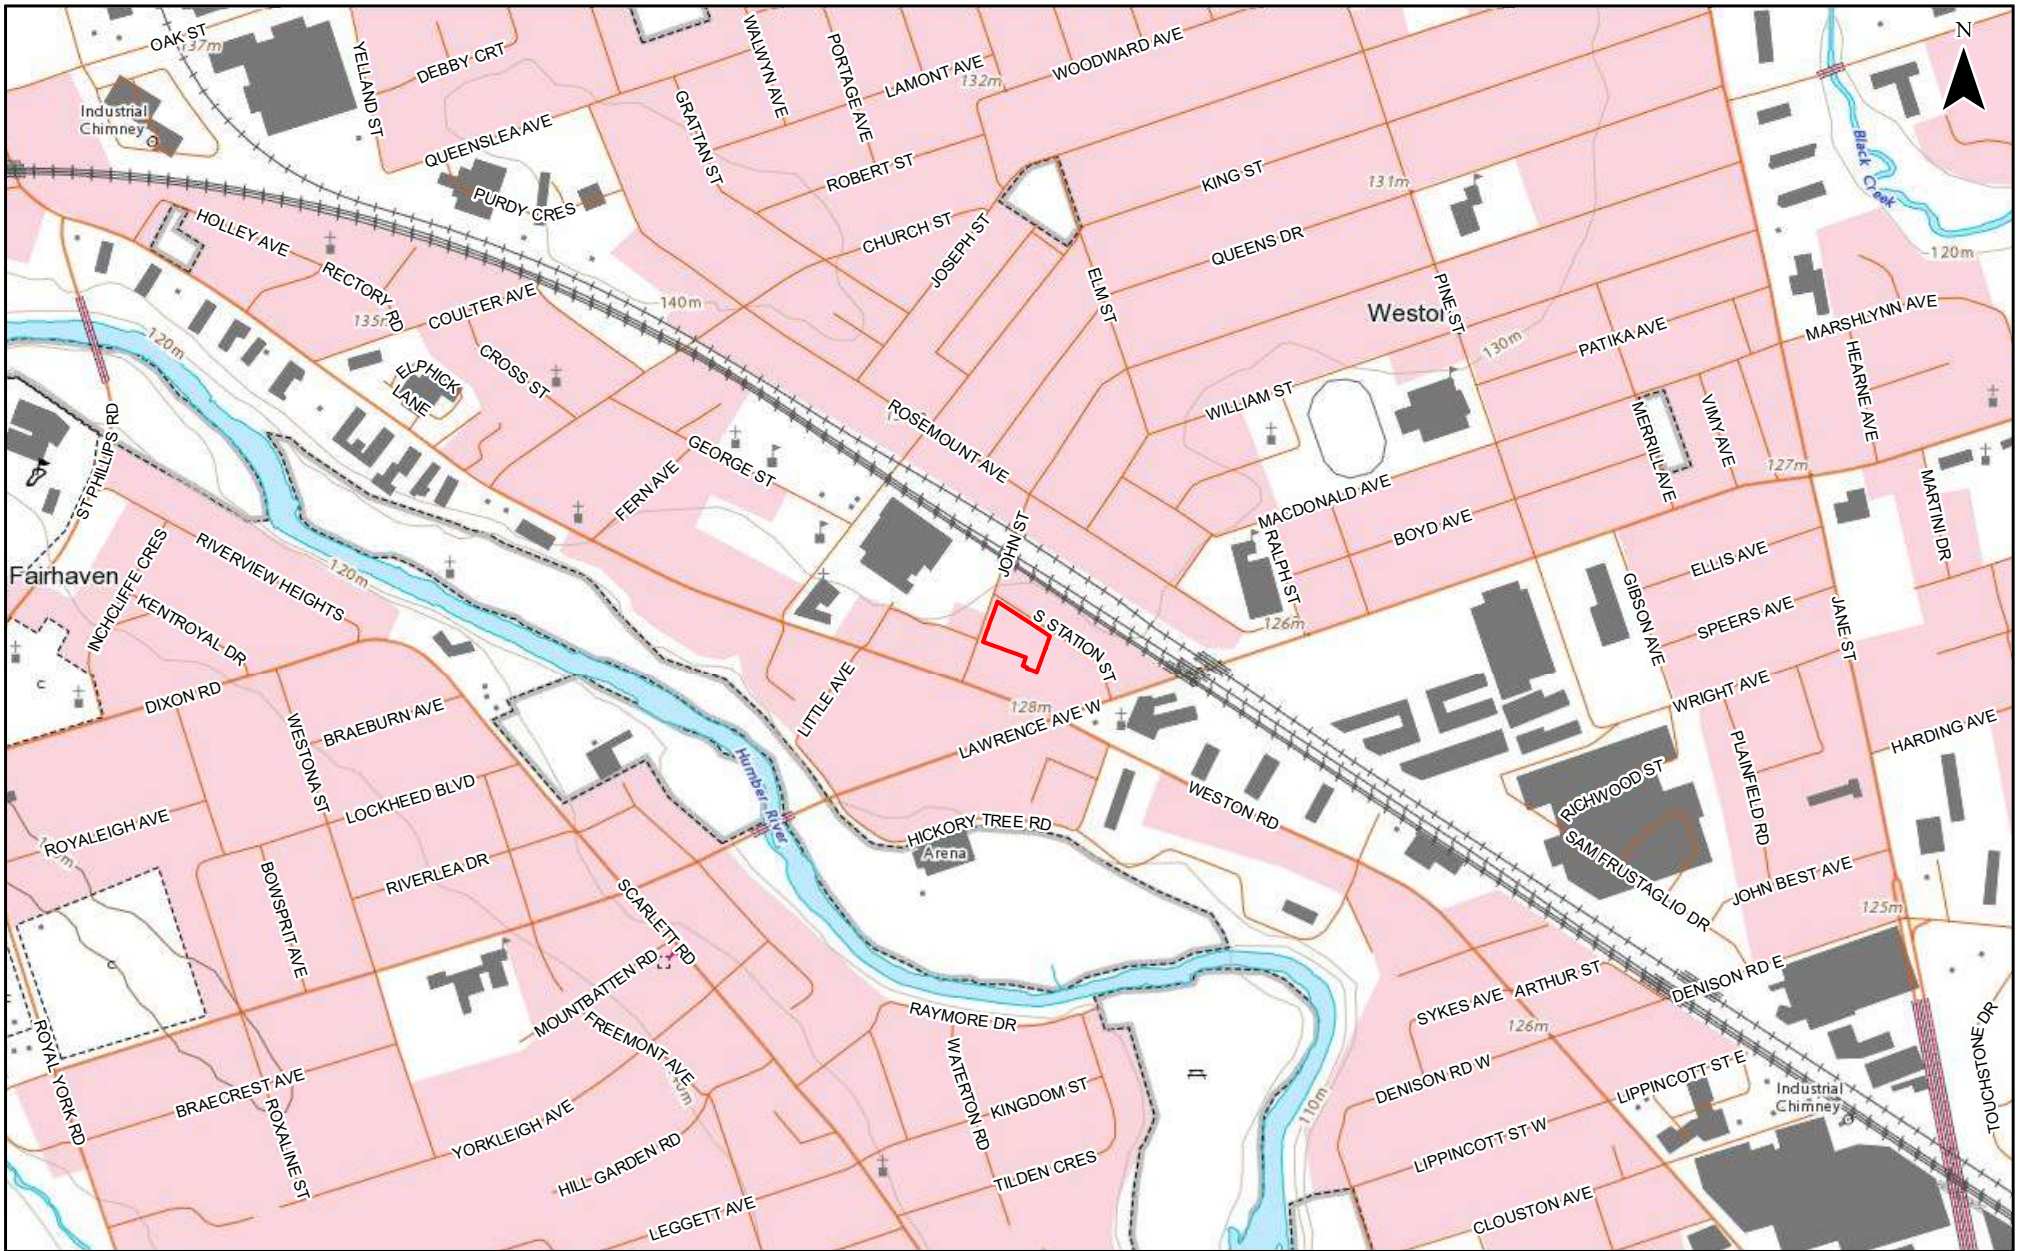 OAK ST
137m
YELLAND ST
DEBBY CRT
WALWYN AVE
PORTAGE AVE
LAMONT AVE
132m
WOODWARD AVE
N
Industrial
Chimney
QUEENSLEA AVE
GRATTAN ST
ROBERT ST
KING ST
131m
Black Creek
PURDY CRES
HOLLEY AVE
CHURCH ST
JOSEPH ST
QUEENS DR
120m
RECTORY RD
COULTER AVE
135m
140m
ELM ST
PINE ST
Weston
130m
PATIKA AVE
MARSHLYNN AVE
120m
CROSS ST
ELPHICK
LANE
HEARNE AVE
ROSEMOUNT AVE
WILLIAM ST
MERRILL AVE
VIMY AVE
127m
ST PHILLIPS RD
GEORGE ST
FERN AVE
MACDONALD AVE
BOYD AVE
MARTINI DR
JOHN ST
RALPH ST
RIVERVIEW HEIGHTS
INCHCLIFFE CRES
Fairhaven
120m
KENTROYAL DR
ELLIS AVE
GIBSON AVE
SPEERS AVE
JANE ST
S STATION ST
126m
DIXON RD
LITTLE AVE
128m
WRIGHT AVE
WESTONA ST
BRAEBURN AVE
LAWRENCE AVE W
HARDING AVE
PLAINFIELD RD
Humber River
LOCKHEED BLVD
WESTON RD
RICHWOOD ST
ROYALEIGH AVE
HICKORY TREE RD
Arena
SAM FRUSTAGLIO DR
RIVERLEA DR
BOWSPRIT AVE
SCARLETT RD
JOHN BEST AVE
125m
MOUNTBATTEN RD
DENISON RD E
ARTHUR ST
SYKES AVE
RAYMORE DR
126m
FREEMONT AVE
ROYAL YORK RD
TOUCHSTONE DR
WATERTON RD
DENISON RD W
LIPPINCOTT ST E
Industrial
Chimney
BRAECREST AVE
ROXALINE ST
KINGDOM ST
110m
YORKLEIGH AVE
LIPPINCOTT ST W
HILL GARDEN RD
TILDEN CRES
LEGGETT AVE
CLOUSTON AVE